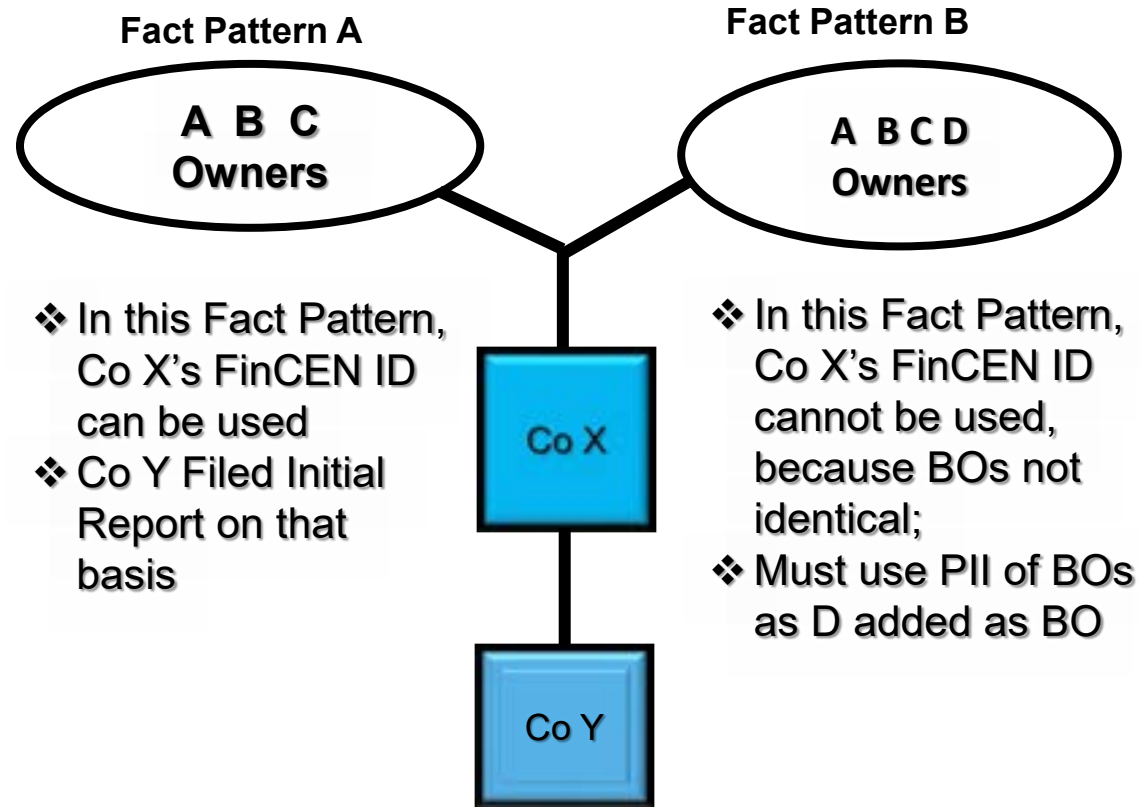 Fact Pattern A
A B C
Owners
❖ In this Fact Pattern,
Co X’s FinCEN ID
can be used
❖ Co Y Filed Initial
Report on that
basis
Fact Pattern B
A B C D
Owners
❖ In this Fact Pattern,
Co X’s FinCEN ID
cannot be used,
because BOs not
identical;
❖ Must use PII of BOs
as D added as BO
Co X
Co Y